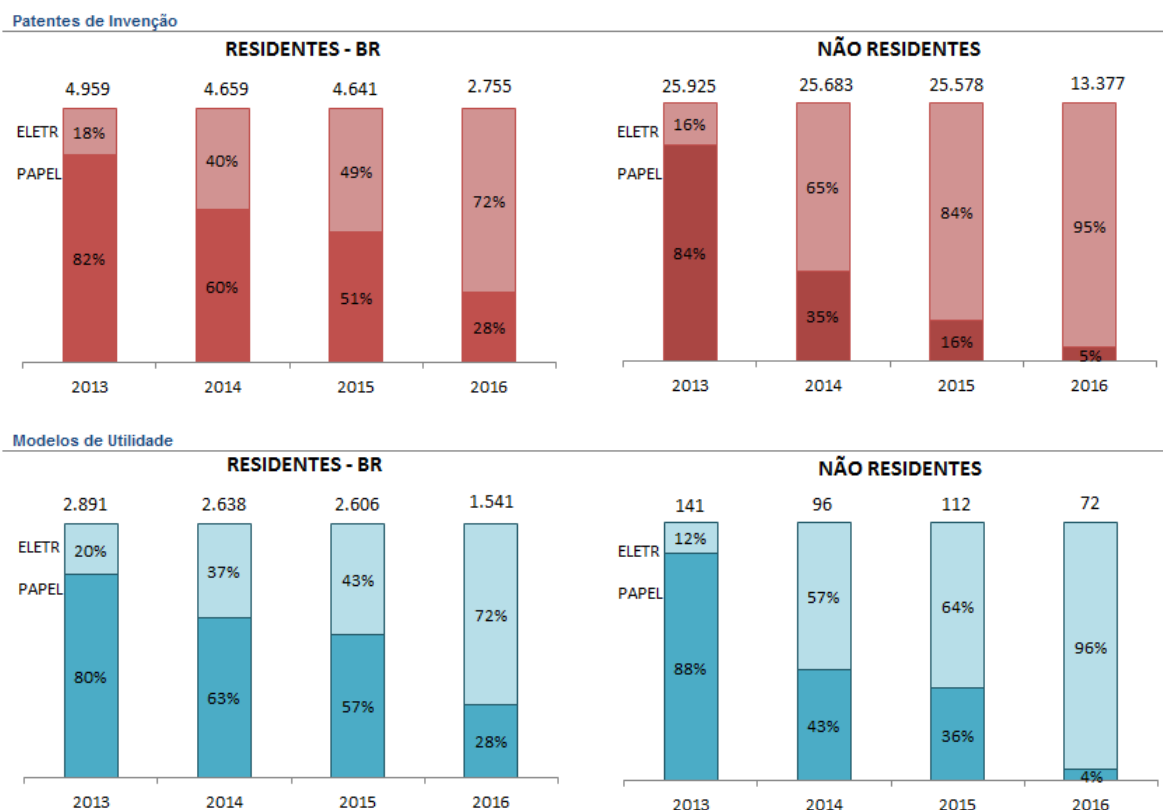 Patentes de Invenção
RESIDENTES - BR
4.959 4.659 4.641 2.755
ELETR 18% 40% 49% 72%
PAPEL 82% 60% 51% 28%
2013 2014 2015 2016
NÃO RESIDENTES
25.925 25.683 25.578 13.377
ELETR 16% 65% 84% 95%
PAPEL 84% 35% 16% 5%
2013 2014 2015 2016
Modelos de Utilidade
RESIDENTES - BR
2.891 2.638 2.606 1.541
ELETR 20% 37% 43% 72%
PAPEL 80% 63% 57% 28%
2013 2014 2015 2016
NÃO RESIDENTES
141 96 112 72
ELETR 12% 57% 64% 96%
PAPEL 88% 43% 36% 4%
2013 2014 2015 2016